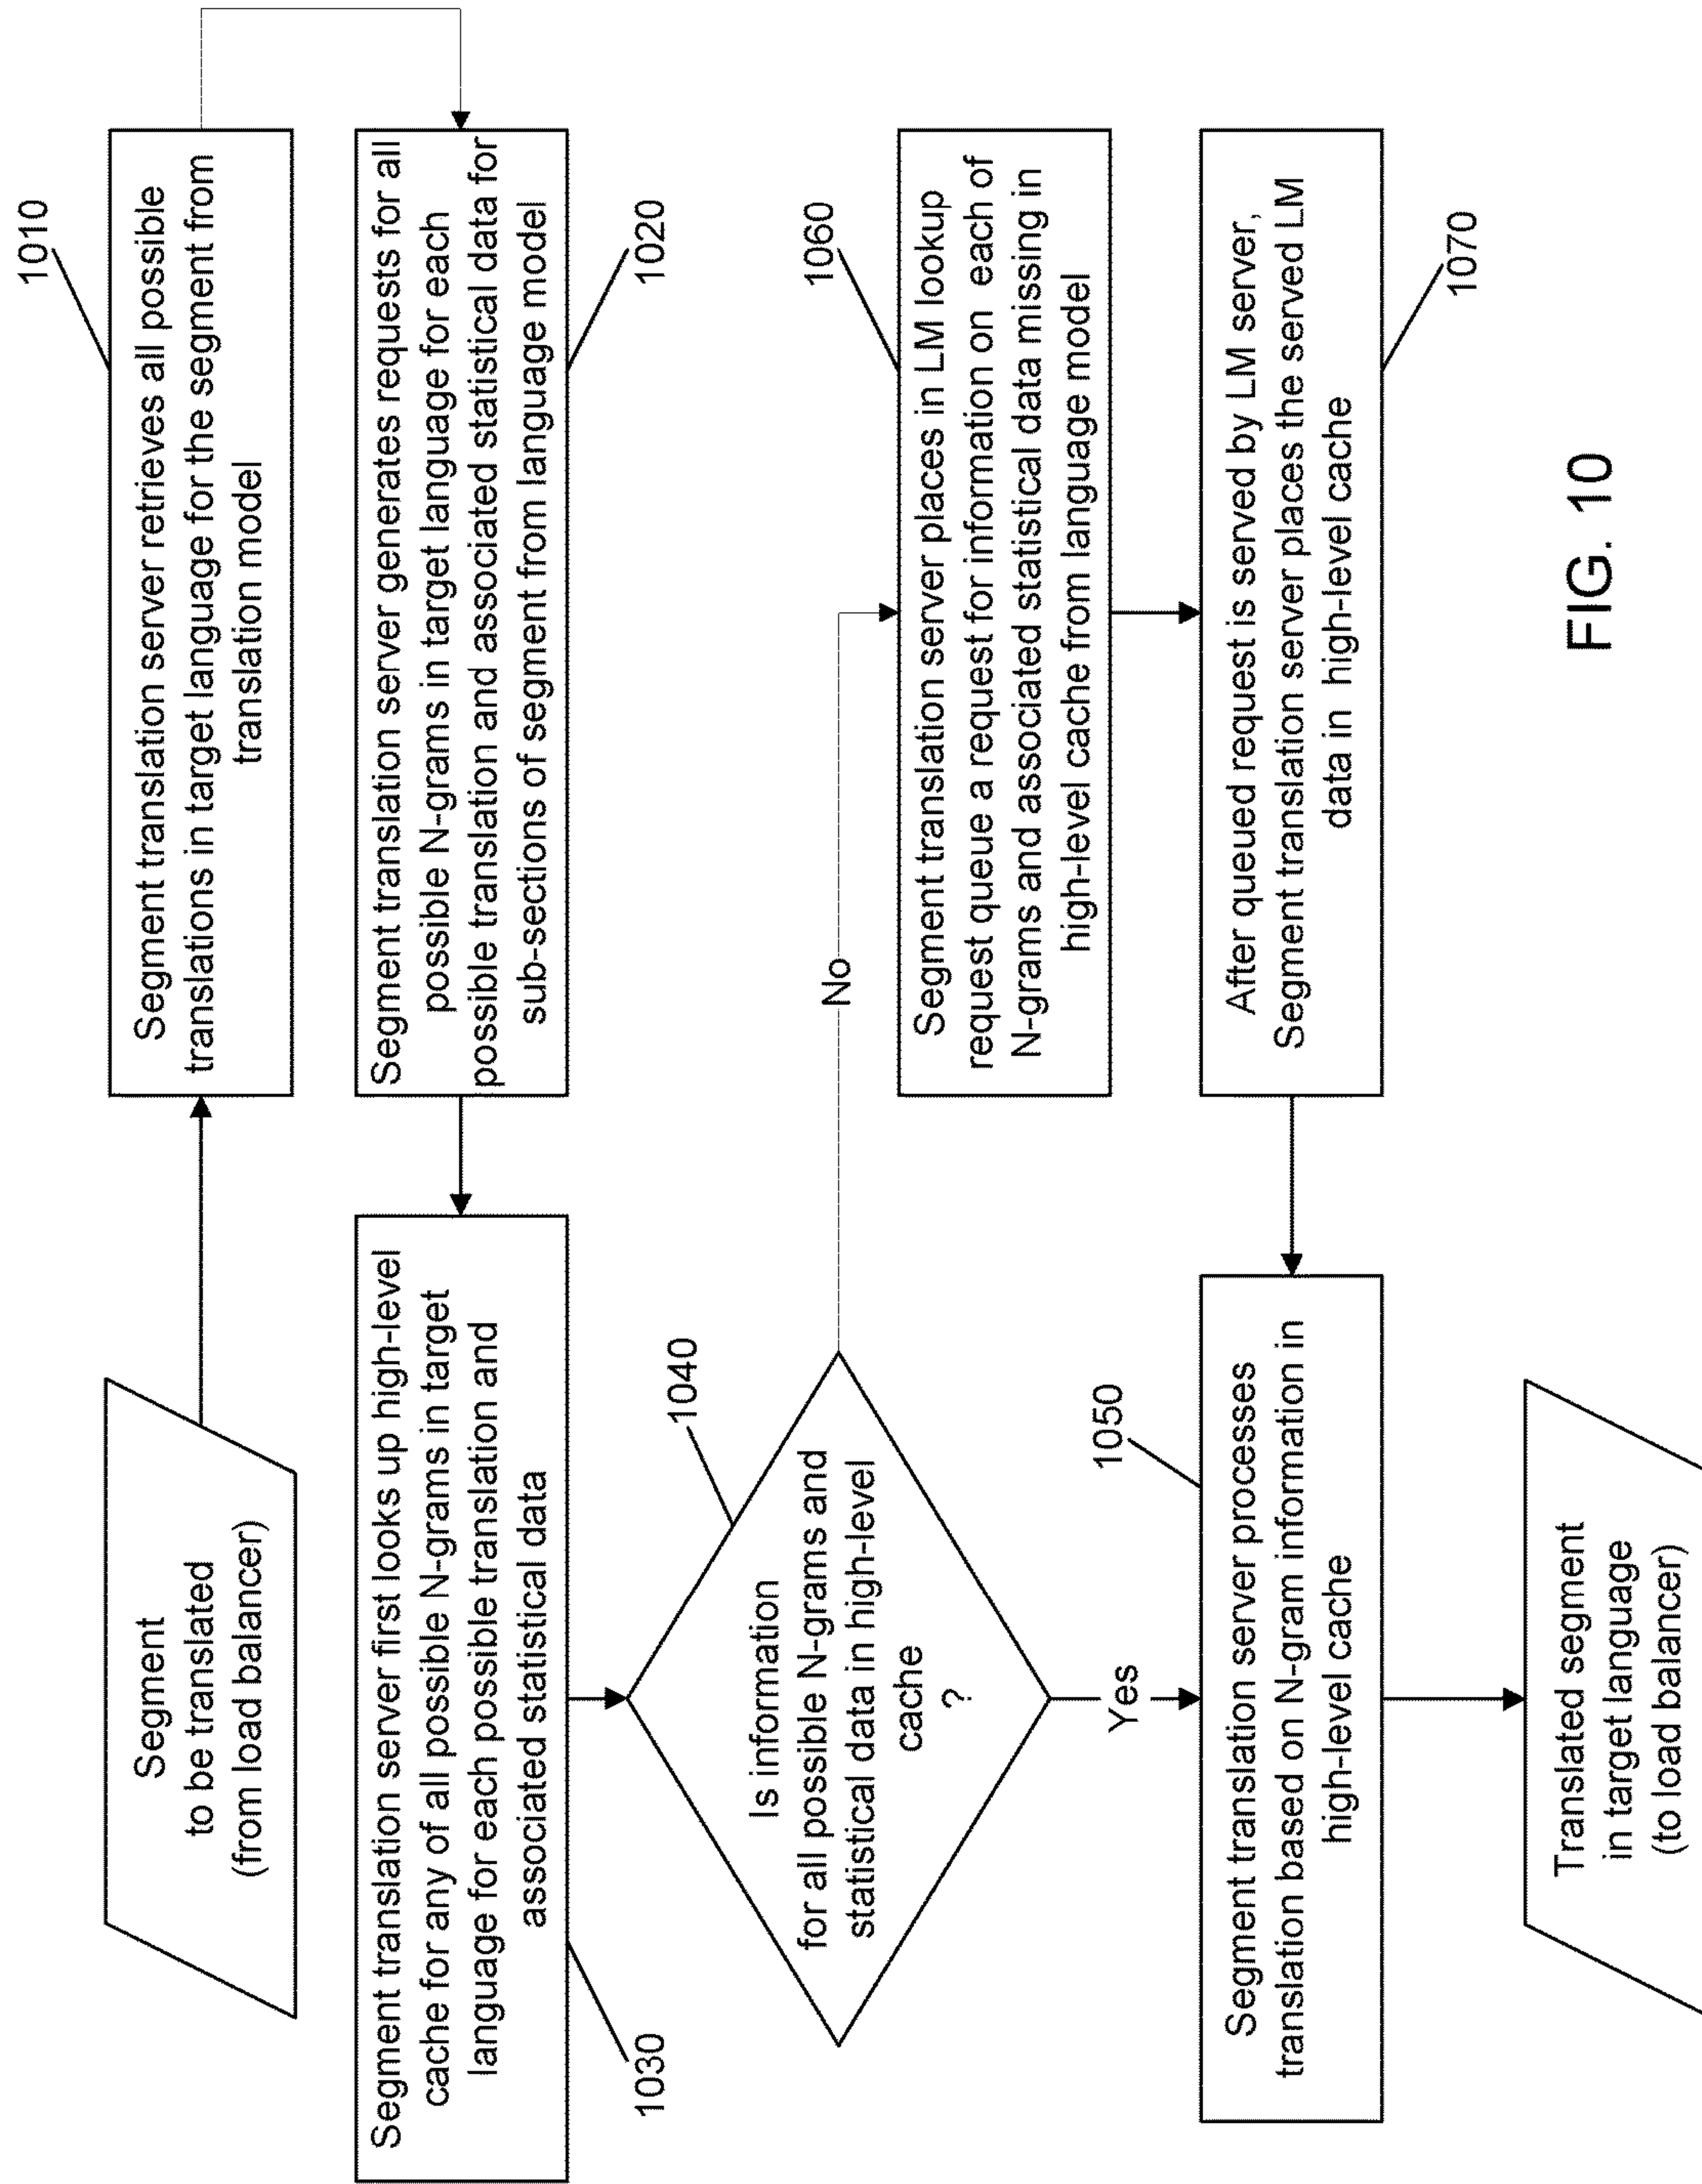 Segment
to be translated
(from load balancer)
1010
Segment translation server retrieves all possible
translations in target language for the segment from
translation model
Segment translation server generates requests for all
possible N-grams in target language for each
possible translation and associated statistical data for
sub-sections of segment from language model
1020
Segment translation server first looks up high-level
cache for any of all possible N-grams in target
language for each possible translation and
associated statistical data
1030
1040
Is information
for all possible N-grams and
statistical data in high-level
cache
?
No
Yes
1060
Segment translation server places in LM lookup
request queue a request for information on each of
N-grams and associated statistical data missing in
high-level cache from language model
After queued request is served by LM server,
Segment translation server places the served LM
data in high-level cache
1070
1050
Segment translation server processes
translation based on N-gram information in
high-level cache
Translated segment
in target language
(to load balancer)
FIG. 10